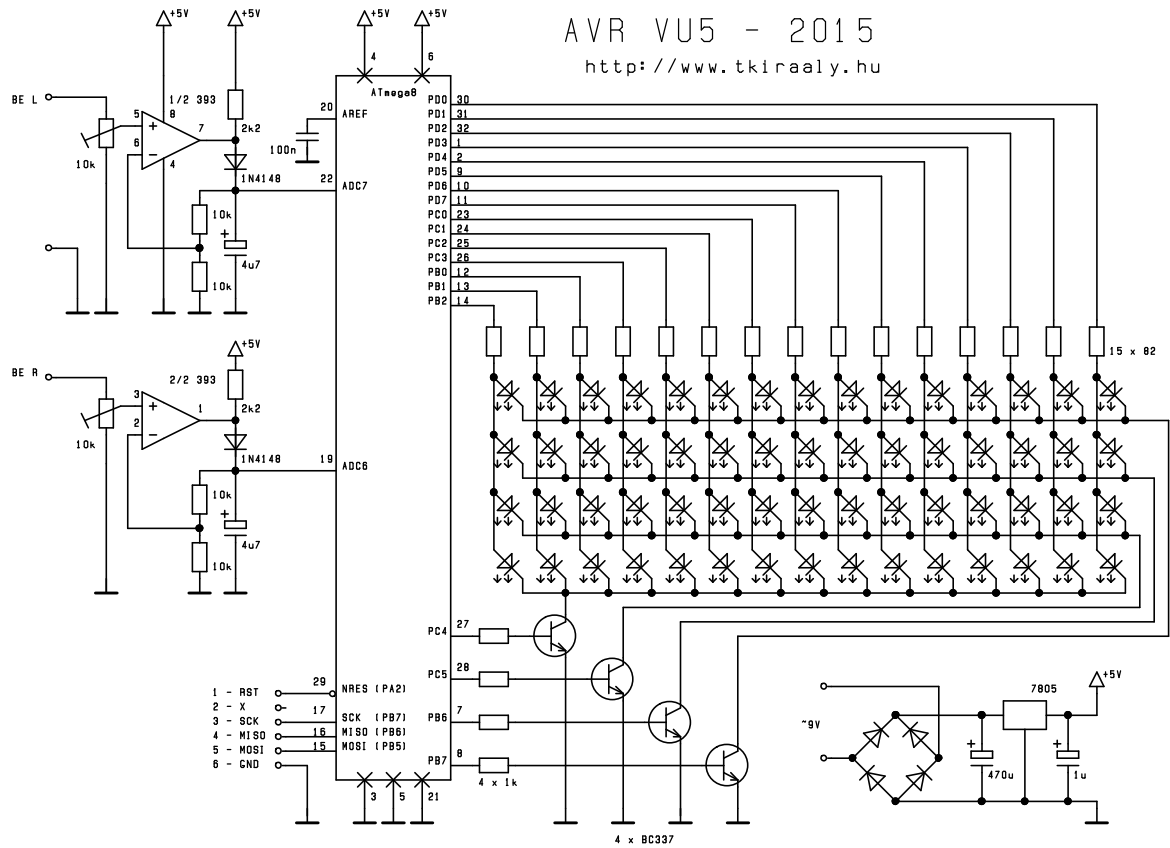 AVR VU5 - 2015
http://www.tkiraaly.hu
+5V
+5V
+5V
+5V
4
6
ATmega8
BE L
1/2 393
5
8
7
6
4
10k
2k2
1N4148
10k
4u7
10k
20
AREF
100n
22
ADC7
PD0 30
PD1 31
PD2 32
PD3 1
PD4 2
PD5 9
PD6 10
PD7 11
PC0 23
PC1 24
PC2 25
PC3 26
PB0 12
PB1 13
PB2 14
15 x 82
+5V
BE R
2/2 393
3
1
2
10k
2k2
1N4148
19
ADC6
10k
4u7
10k
PC4 27
PC5 28
PB6 7
PB7 8
4 x 1k
4 x BC337
1 - RST
2 - X
3 - SCK
4 - MISO
5 - MOSI
6 - GND
29 NRES (PA2)
17 SCK (PB7)
16 MISO (PB6)
15 MOSI (PB5)
3
5
21
~9V
7805
+5V
470u
1u